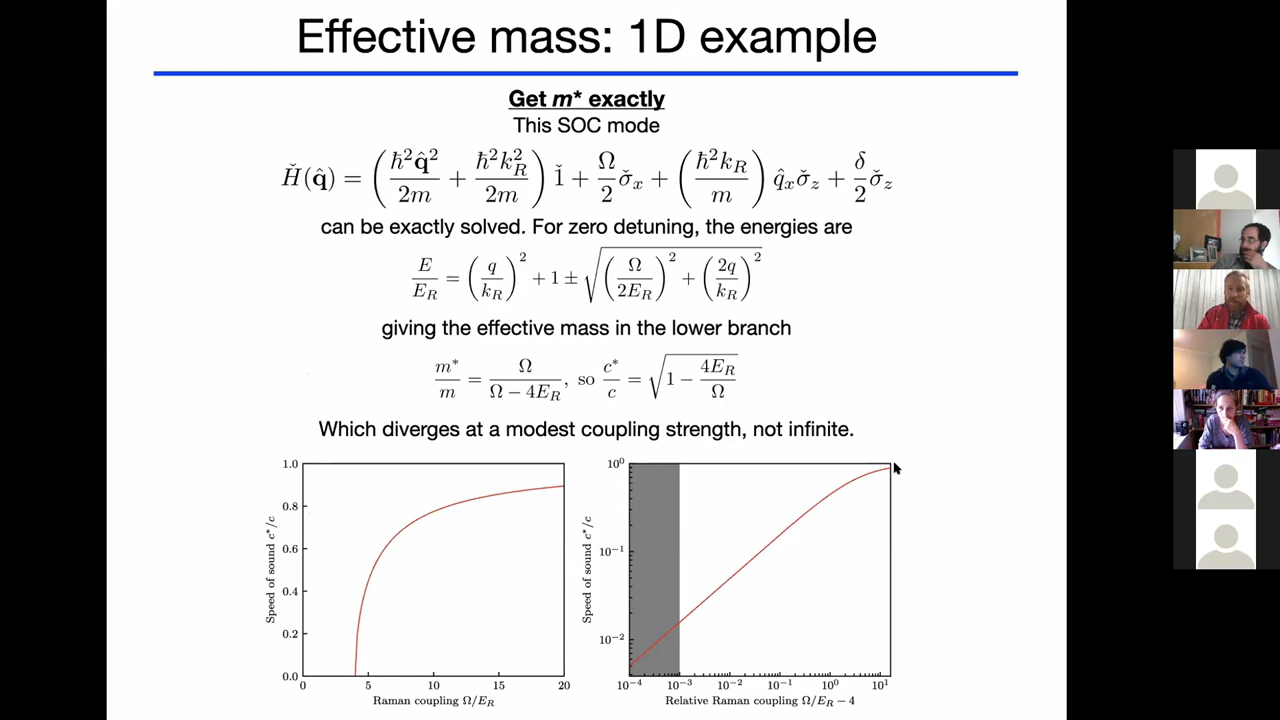 Effective mass: 1D example
Get m* exactly
This SOC mode
Ȟ(q̂) = (ħ²q̂²/2m + ħ²k_R²/2m) 1̌ + Ω/2 σ̌_x + (ħ²k_R/m) q̂_x σ̌_z + δ/2 σ̌_z
can be exactly solved. For zero detuning, the energies are
E/E_R = (q/k_R)² + 1 ± √((Ω/2E_R)² + (2q/k_R)²)
giving the effective mass in the lower branch
m*/m = Ω/(Ω − 4E_R), so c*/c = √(1 − 4E_R/Ω)
Which diverges at a modest coupling strength, not infinite.
Speed of sound c*/c
1.0
0.8
0.6
0.4
0.2
0.0
0 5 10 15 20
Raman coupling Ω/E_R
Speed of sound c*/c
10⁰
10⁻¹
10⁻²
10⁻⁴ 10⁻³ 10⁻² 10⁻¹ 10⁰ 10¹
Relative Raman coupling Ω/E_R − 4